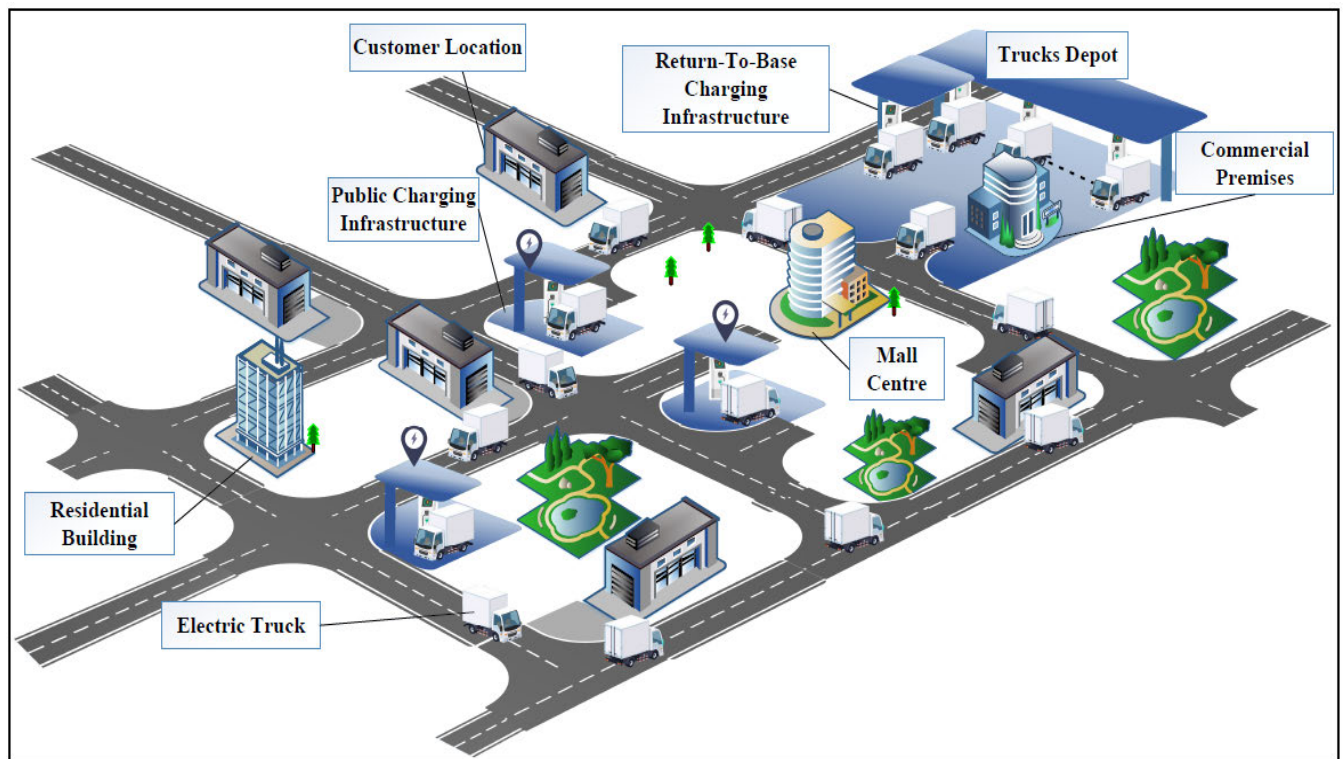 Customer Location
Return-To-Base
Charging
Infrastructure
Trucks Depot
Commercial
Premises
Public Charging
Infrastructure
Mall
Centre
Residential
Building
Electric Truck